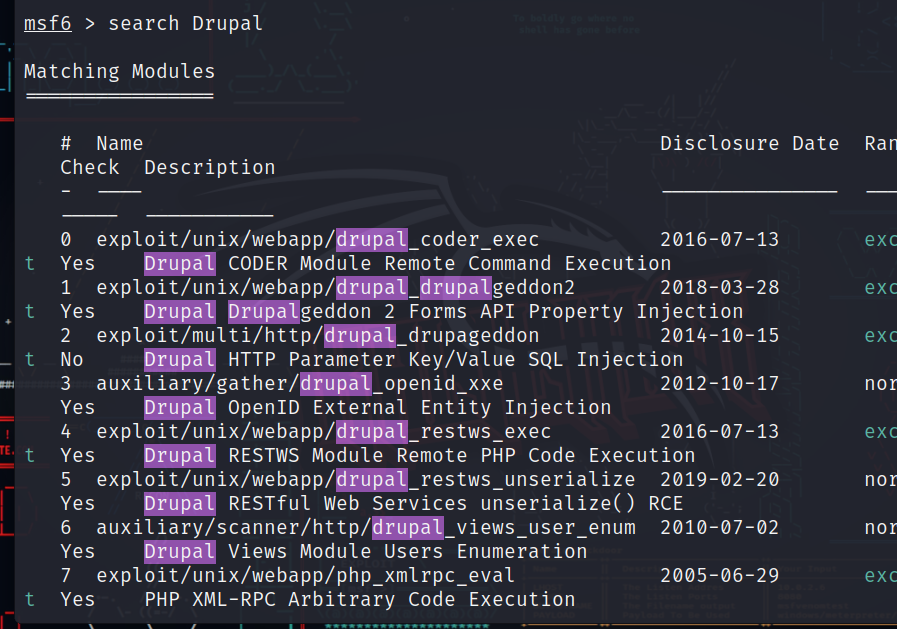 msf6 > search Drupal
Matching Modules
================
# Name Disclosure Date Ran
Check Description
- ---- --------------- ---
----- -----------
0 exploit/unix/webapp/drupal_coder_exec 2016-07-13 exc
t Yes Drupal CODER Module Remote Command Execution
1 exploit/unix/webapp/drupal_drupalgeddon2 2018-03-28 exc
t Yes Drupal Drupalgeddon 2 Forms API Property Injection
2 exploit/multi/http/drupal_drupageddon 2014-10-15 exc
t No Drupal HTTP Parameter Key/Value SQL Injection
3 auxiliary/gather/drupal_openid_xxe 2012-10-17 nor
Yes Drupal OpenID External Entity Injection
4 exploit/unix/webapp/drupal_restws_exec 2016-07-13 exc
t Yes Drupal RESTWS Module Remote PHP Code Execution
5 exploit/unix/webapp/drupal_restws_unserialize 2019-02-20 nor
Yes Drupal RESTful Web Services unserialize() RCE
6 auxiliary/scanner/http/drupal_views_user_enum 2010-07-02 nor
Yes Drupal Views Module Users Enumeration
7 exploit/unix/webapp/php_xmlrpc_eval 2005-06-29 exc
t Yes PHP XML-RPC Arbitrary Code Execution